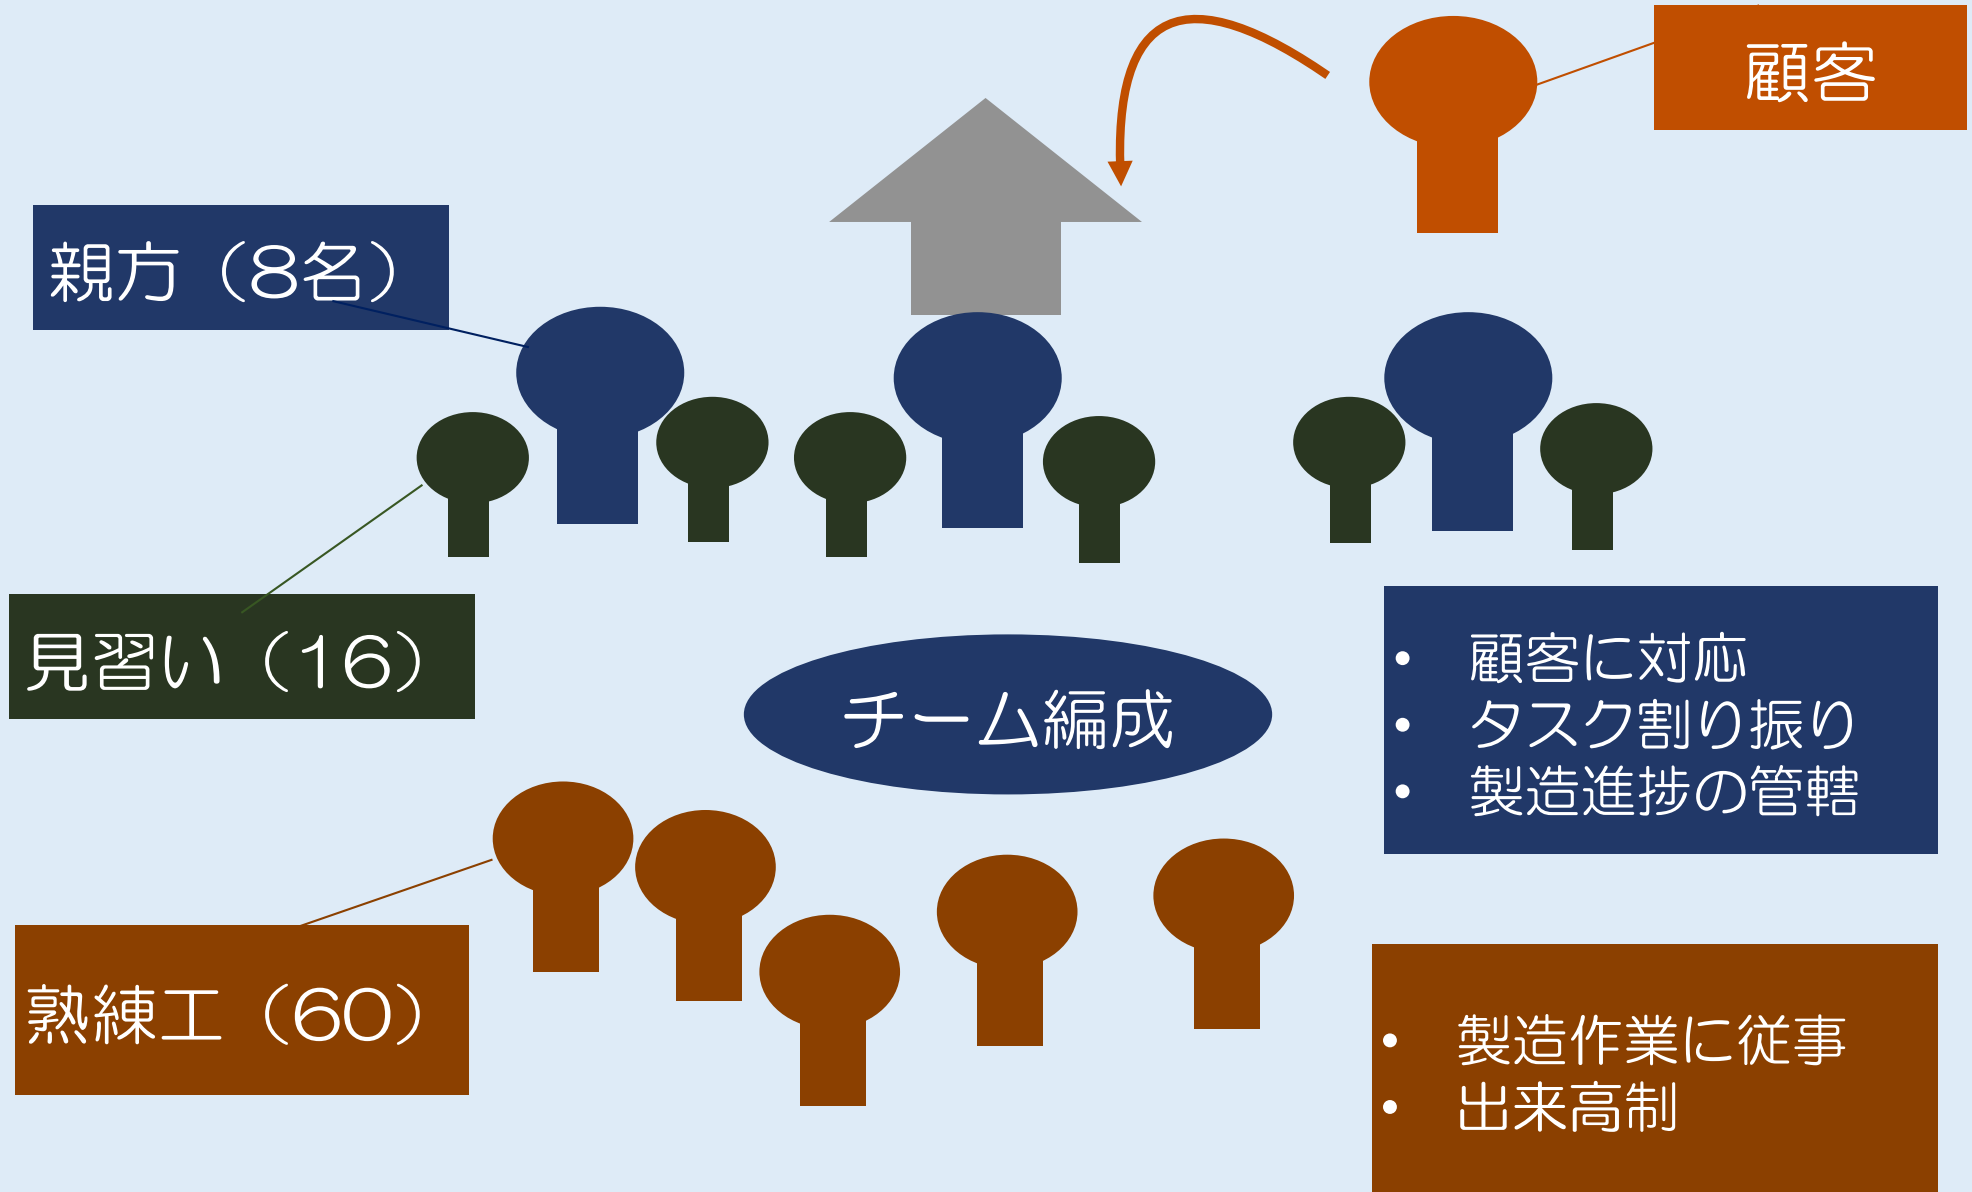 顧客
親方（8名）
見習い（16）
チーム編成
• 顧客に対応
• タスク割り振り
• 製造進捗の管轄
熟練工（60）
• 製造作業に従事
• 出来高制